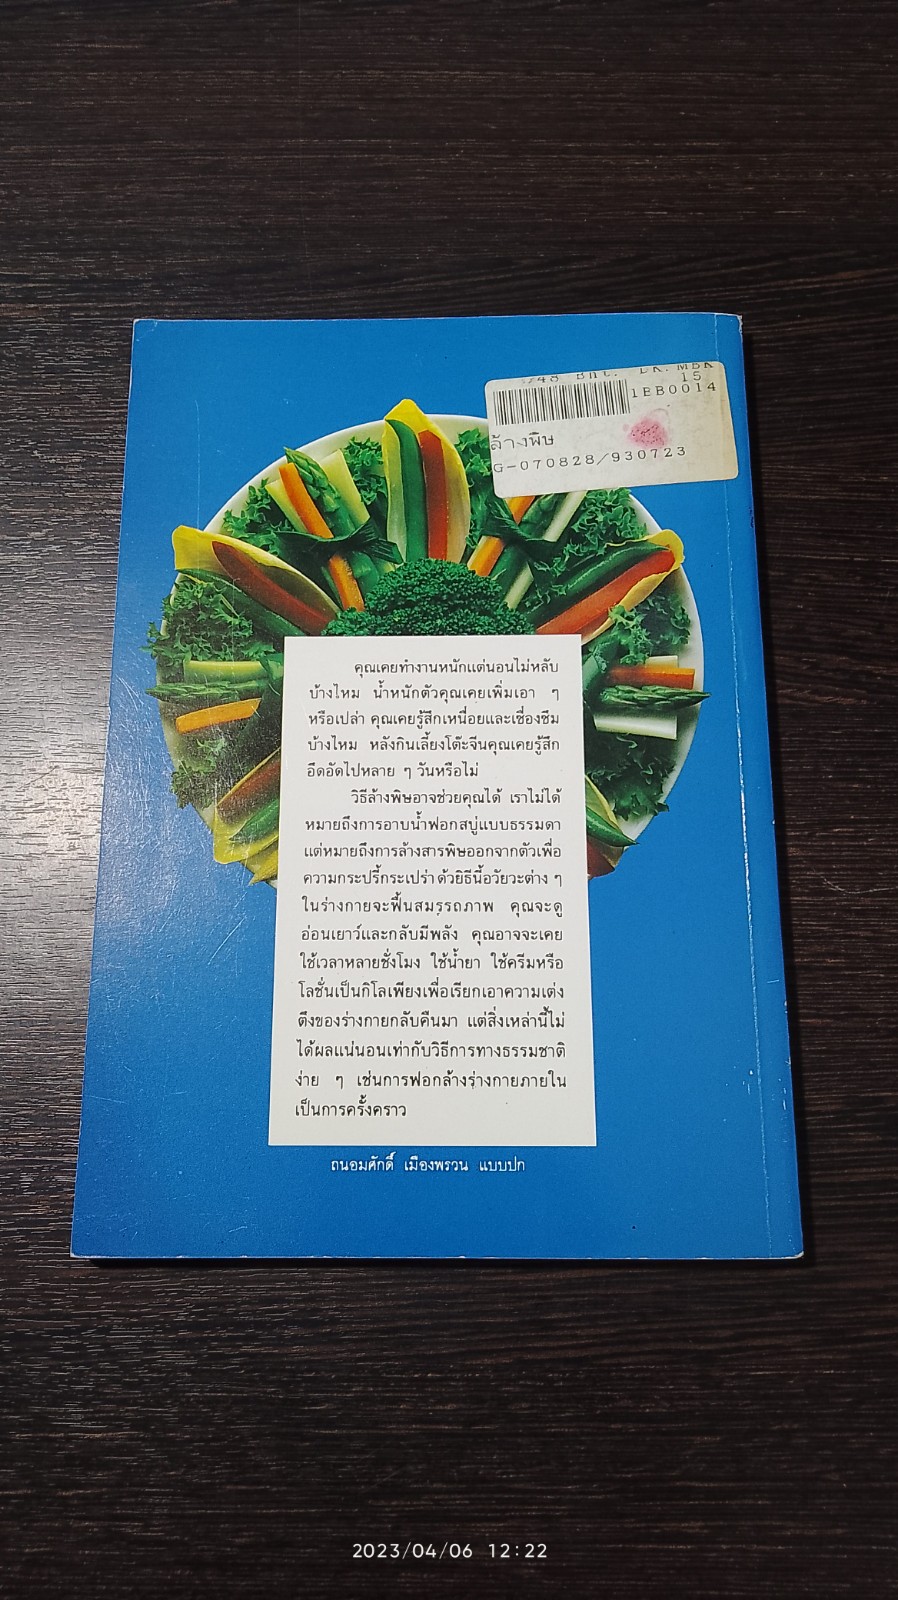 48 Bht. DK.MBK
15
1EB0014
ล้างพิษ
G-070828/930723
คุณเคยทำงานหนักแต่นอนไม่หลับ
บ้างไหม น้ำหนักตัวคุณเคยเพิ่มเอา ๆ
หรือเปล่า คุณเคยรู้สึกเหนื่อยและเซื่องซึม
บ้างไหม หลังกินเลี้ยงโต๊ะจีนคุณเคยรู้สึก
อึดอัดไปหลาย ๆ วันหรือไม่
วิธีล้างพิษอาจช่วยคุณได้ เราไม่ได้
หมายถึงการอาบน้ำฟอกสบู่แบบธรรมดา
แต่หมายถึงการล้างสารพิษออกจากตัวเพื่อ
ความกระปรี้กระเปร่า ด้วยิธีนี้อวัยวะต่าง ๆ
ในร่างกายจะฟื้นสมรรถภาพ คุณจะดู
อ่อนเยาว์และกลับมีพลัง คุณอาจจะเคย
ใช้เวลาหลายชั่งโมง ใช้น้ำยา ใช้ครีมหรือ
โลชั่นเป็นกิโลเพียงเพื่อเรียกเอาความเต่ง
ตึงของร่างกายกลับคืนมา แต่สิ่งเหล่านี้ไม่
ได้ผลแน่นอนเท่ากับวิธีการทางธรรมชาติ
ง่าย ๆ เช่นการฟอกล้างร่างกายภายใน
เป็นการครั้งคราว
ถนอมศักดิ์ เมืองพรวน แบบปก
2023/04/06 12:22